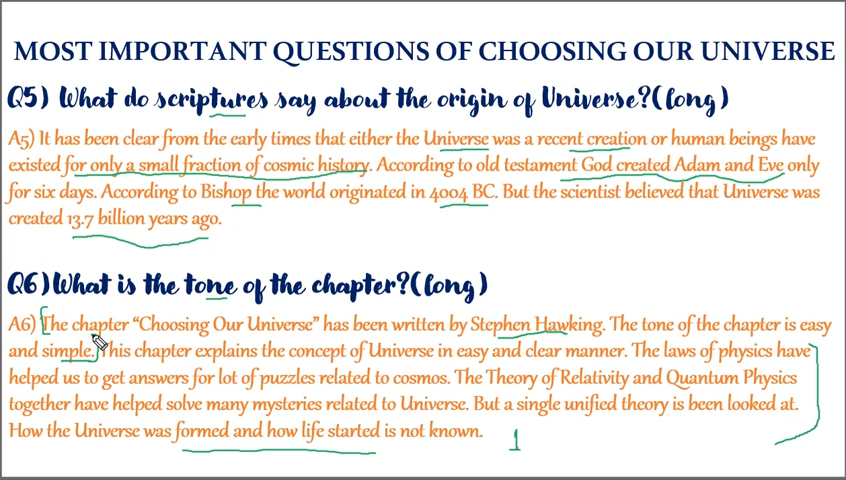 MOST IMPORTANT QUESTIONS OF CHOOSING OUR UNIVERSE
Q5) What do scriptures say about the origin of Universe?(long)
A5) It has been clear from the early times that either the Universe was a recent creation or human beings have
existed for only a small fraction of cosmic history. According to old testament God created Adam and Eve only
for six days. According to Bishop the world originated in 4004 BC. But the scientist believed that Universe was
created 13.7 billion years ago.
Q6)What is the tone of the chapter?(long)
A6) The chapter “Choosing Our Universe” has been written by Stephen Hawking. The tone of the chapter is easy
and simple. This chapter explains the concept of Universe in easy and clear manner. The laws of physics have
helped us to get answers for lot of puzzles related to cosmos. The Theory of Relativity and Quantum Physics
together have helped solve many mysteries related to Universe. But a single unified theory is been looked at.
How the Universe was formed and how life started is not known.
1